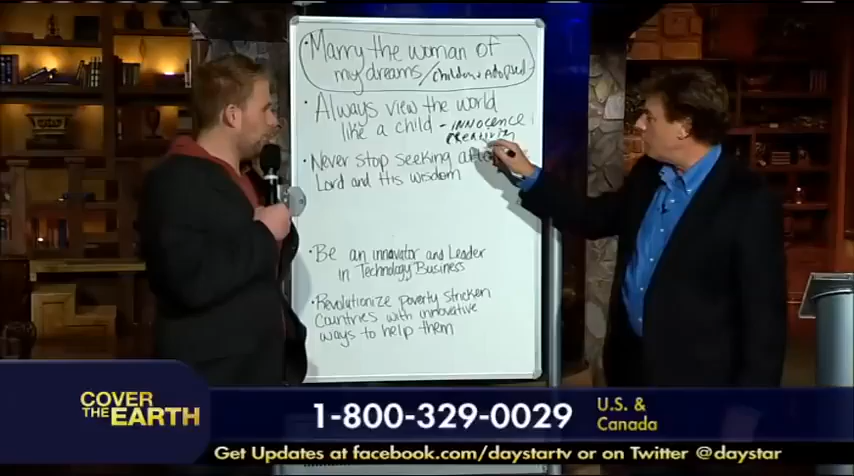 • Marry the woman of
my dreams/children + Adopted
• Always view the world
like a child - INNOCENCE
CREATIVITY
• Never stop seeking
Lord and His wisdom
• Be an innovator and Leader
in Technology Business
• Revolutionize poverty stricken
Countries with innovative
ways to help them
COVER
THE EARTH
1-800-329-0029
U.S. &
Canada
Get Updates at facebook.com/daystartv or on Twitter @daystar